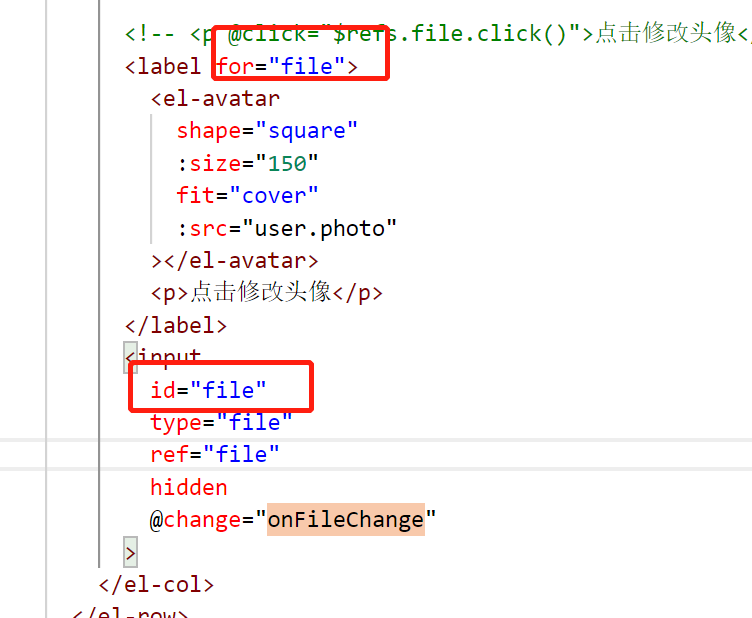 <!-- <p @click="$refs.file.click()">点击修改头像<
<label for="file">
<el-avatar
shape="square"
:size="150"
fit="cover"
:src="user.photo"
></el-avatar>
<p>点击修改头像</p>
</label>
<input
id="file"
type="file"
ref="file"
hidden
@change="onFileChange"
>
</el-col>
</el-row>